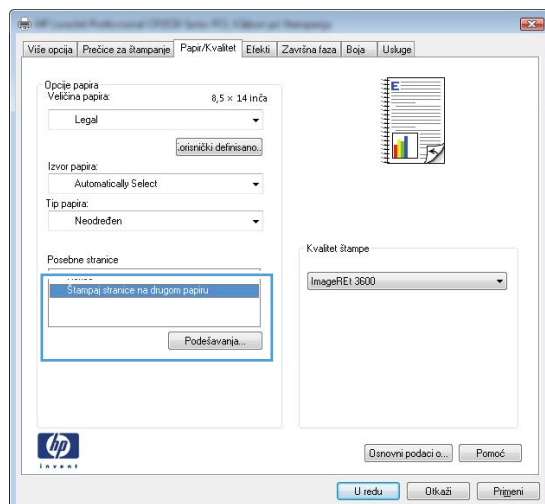 Više opcija Prečice za štampanje Papir/Kvalitet Efekti Završna faza Boja Usluge
Opcije papira
Veličina papira: 8,5 × 14 inča
Legal
orisnički definisano..
Izvor papira:
Automatically Select
Tip papira:
Neodređen
Posebne stranice
Štampaj stranice na drugom papiru
Podešavanja...
E
Kvalitet štampe
ImageREt 3600
hp
invent
Osnovni podaci o... Pomoć
U redu Otkaži Primeni